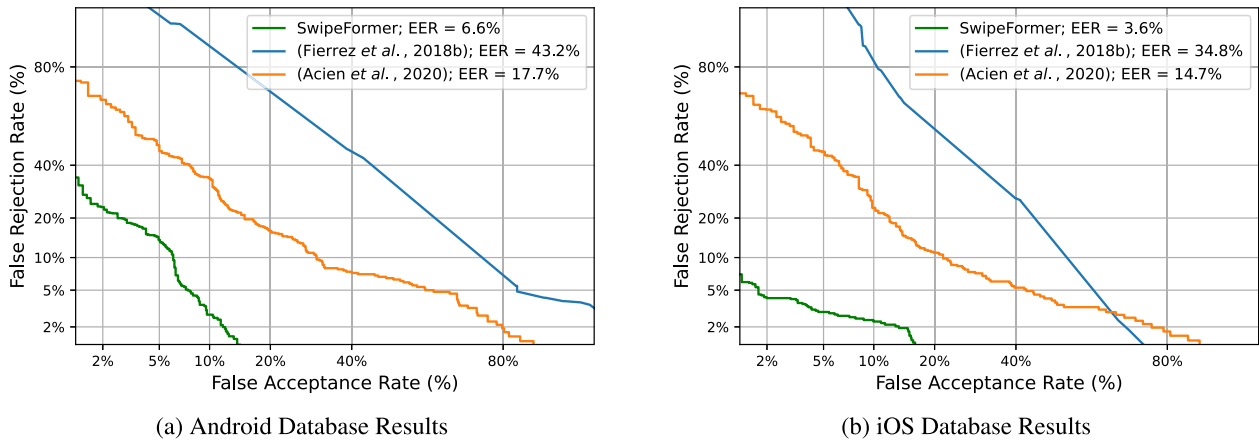 SwipeFormer; EER = 6.6%
(Fierrez et al., 2018b); EER = 43.2%
(Acien et al., 2020); EER = 17.7%
False Rejection Rate (%)
80%
40%
20%
10%
5%
2%
2% 5% 10% 20% 40% 80%
False Acceptance Rate (%)
(a) Android Database Results
SwipeFormer; EER = 3.6%
(Fierrez et al., 2018b); EER = 34.8%
(Acien et al., 2020); EER = 14.7%
False Rejection Rate (%)
80%
40%
20%
10%
5%
2%
2% 5% 10% 20% 40% 80%
False Acceptance Rate (%)
(b) iOS Database Results